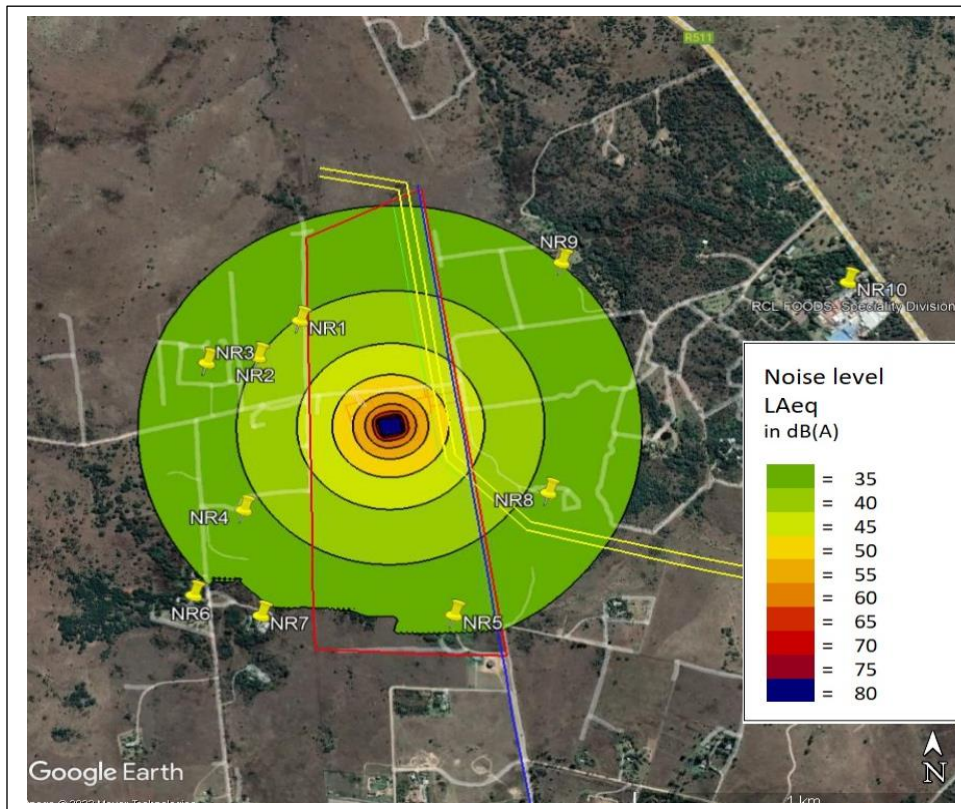 R511
NR9
NR10
RCL FOODS- Speciality Division
NR1
NR3
NR2
Noise level
LAeq
in dB(A)
= 35
= 40
= 45
= 50
= 55
= 60
= 65
= 70
= 75
= 80
NR8
NR4
NR6
NR7
NR5
Google Earth
N
1 km